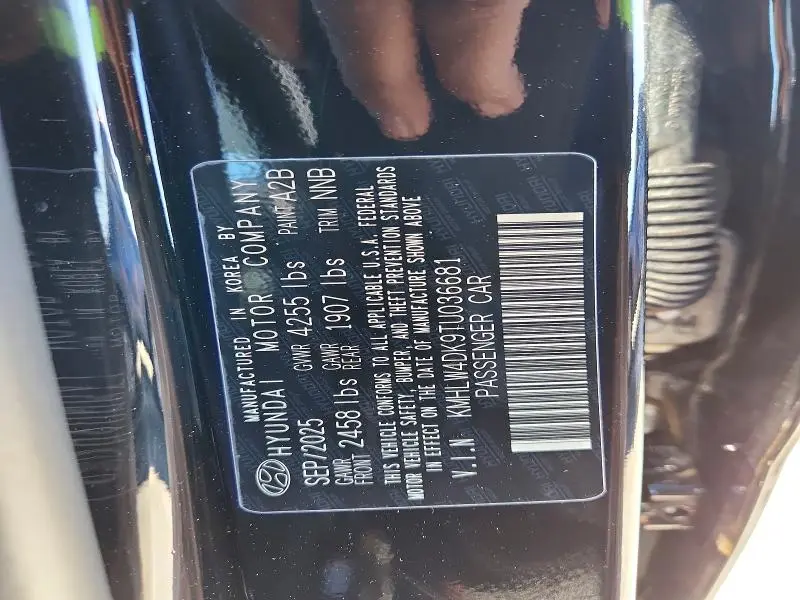 MANUFACTURED IN KOREA BY
HYUNDAI MOTOR COMPANY
SEP/2025 GVWR 4255 lbs PAINT A2B
GAWR FRONT 2458 lbs GAWR REAR 1907 lbs TRIM NNB
THIS VEHICLE CONFORMS TO ALL APPLICABLE U.S.A. FEDERAL
MOTOR VEHICLE SAFETY, BUMPER, AND THEFT PREVENTION STANDARDS
IN EFFECT ON THE DATE OF MANUFACTURE SHOWN ABOVE
V.I.N KMHLW4DK9TU036681
PASSENGER CAR